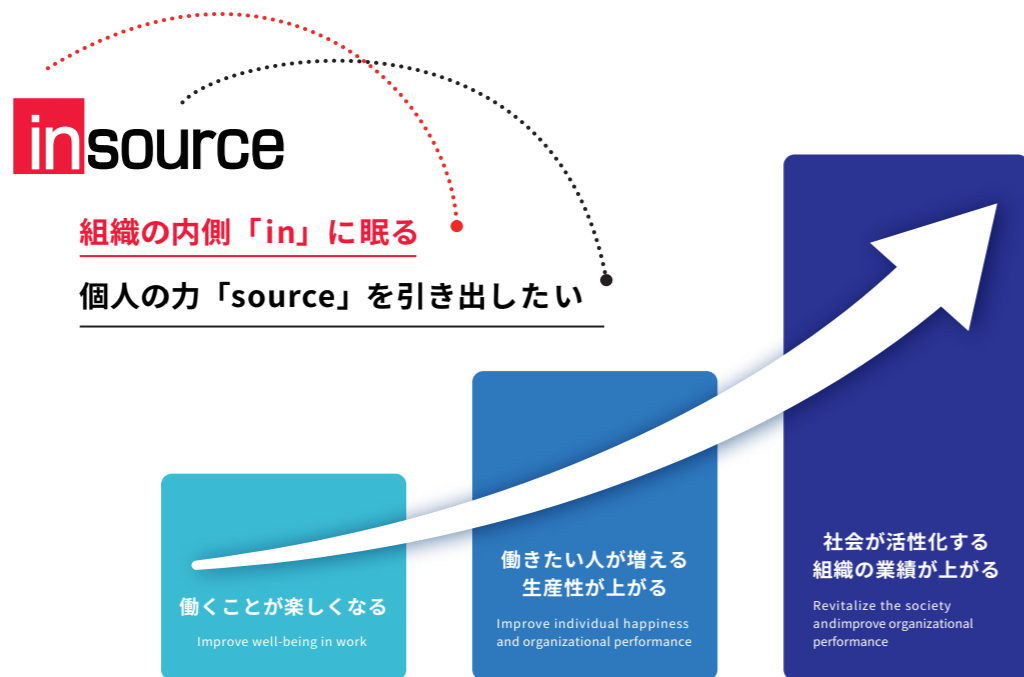 insource
組織の内側「in」に眠る
個人の力「source」を引き出したい
働くことが楽しくなる
Improve well-being in work
働きたい人が増える
生産性が上がる
Improve individual happiness
and organizational performance
社会が活性化する
組織の業績が上がる
Revitalize the society
andimprove organizational
performance